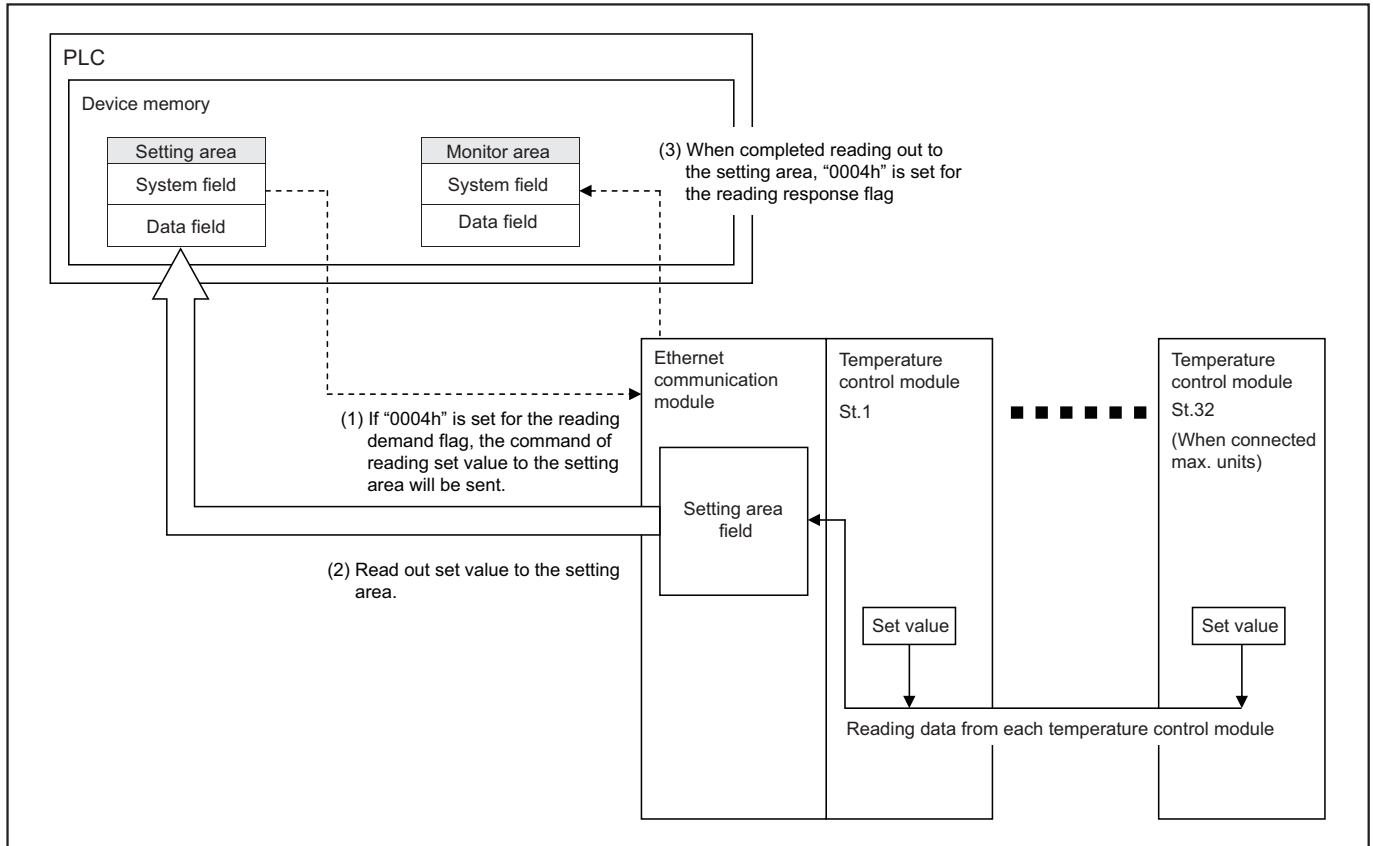 PLC
Device memory
Setting area
System field
Data field
Monitor area
System field
Data field
(3) When completed reading out to
the setting area, “0004h” is set for
the reading response flag
Ethernet
communication
module
Temperature
control module
St.1
Temperature
control module
St.32
(When connected
max. units)
(1) If “0004h” is set for the reading
demand flag, the command of
reading set value to the setting
area will be sent.
Setting area
field
(2) Read out set value to the setting
area.
Set value
Set value
Reading data from each temperature control module